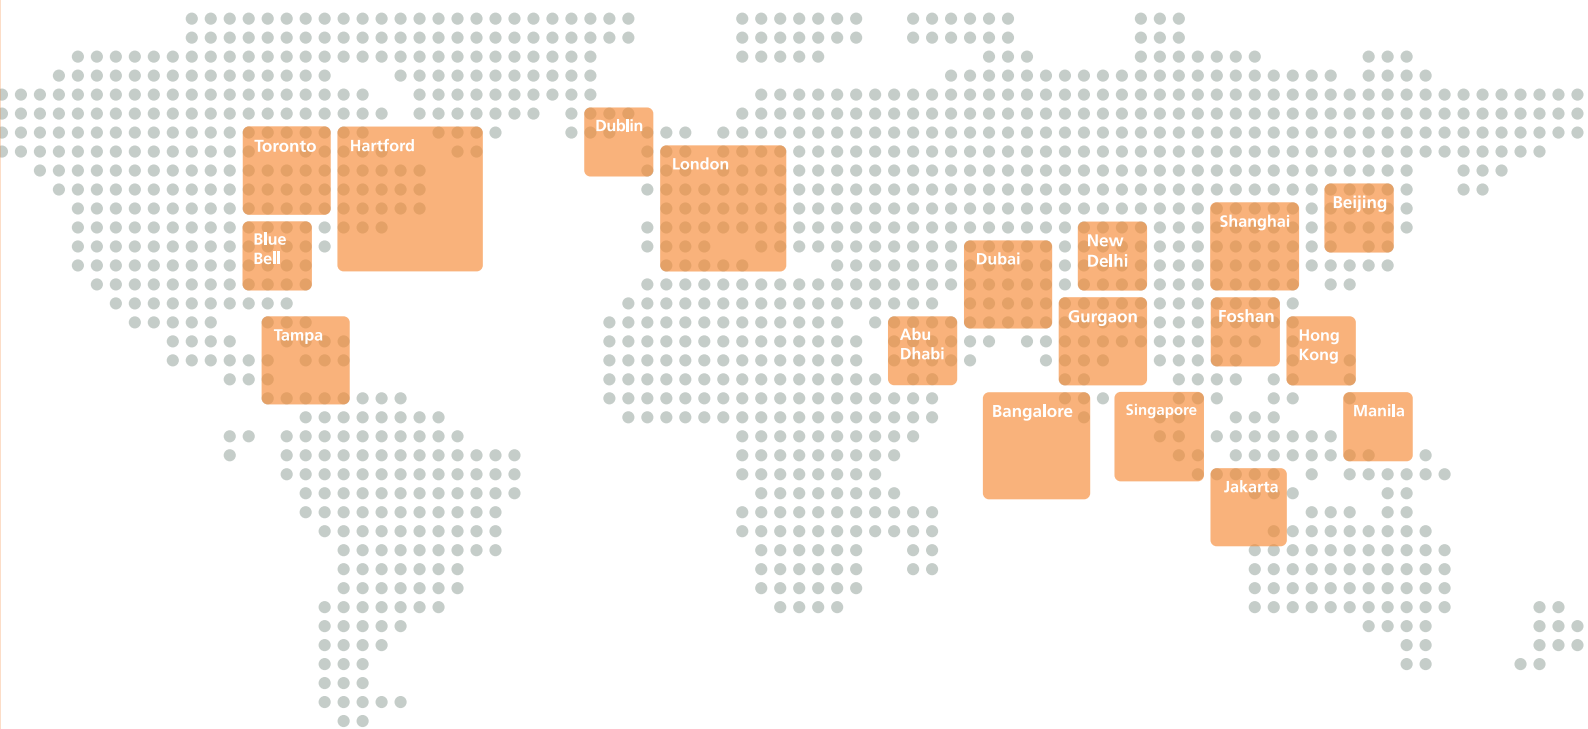 Dublin
Toronto
Hartford
London
Blue
Bell
Tampa
Beijing
Shanghai
New
Delhi
Dubai
Gurgaon
Foshan
Abu
Dhabi
Hong
Kong
Bangalore
Singapore
Manila
Jakarta